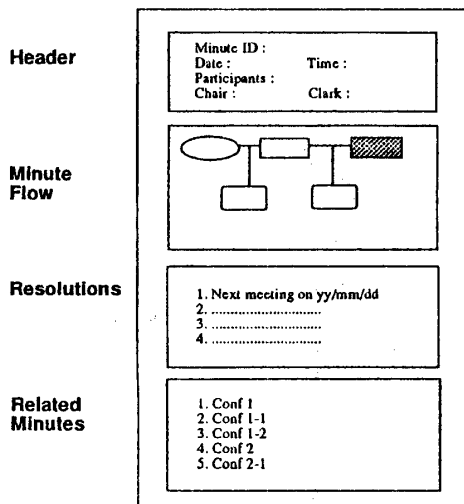 Header
Minute ID :
Date : Time :
Participants :
Chair : Clark :
Minute
Flow
Resolutions
1. Next meeting on yy/mm/dd
2. ..............................
3. ..............................
4. ..............................
Related
Minutes
1. Conf 1
2. Conf 1-1
3. Conf 1-2
4. Conf 2
5. Conf 2-1